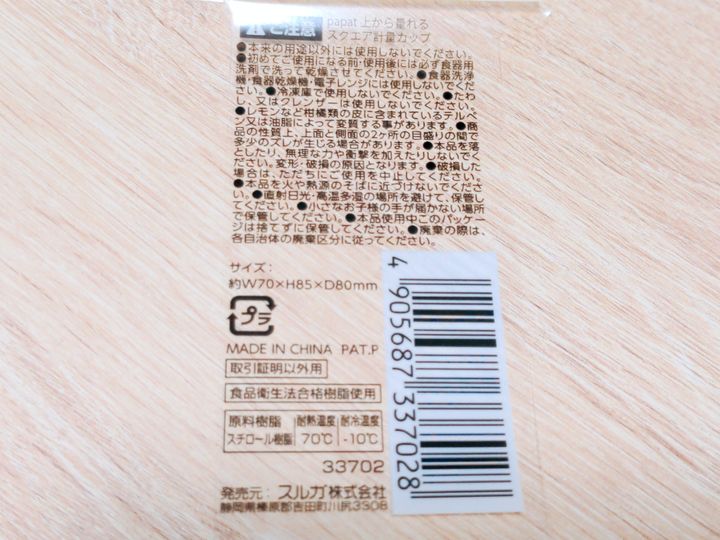 ご注意
papat 上から量れる
スクエア計量カップ
●本来の用途以外には使用しないでください。
●初めてご使用になる前・使用後には必ず食器用
洗剤で洗って乾燥させてください。●食器洗浄
機・食器乾燥機・電子レンジには使用しないでくだ
さい。●冷凍庫で使用しないでください。●たわ
し、又はクレンザーは使用しないでください。
●レモンなど柑橘類の皮に含まれているテルペ
ン又は油脂によって変質する事があります。●商
品の性質上、上面と側面の2ヶ所の目盛りの間で
多少のズレが生じる場合があります。●本品を落
としたり、無理な力や衝撃を加えたりしないでく
ださい。変形・破損の原因となります。●破損した
場合は、ただちにご使用を中止してください。
●本品を火や熱源のそばに近づけないでくださ
い。●直射日光・高温多湿の場所を避けて、保管し
てください。●小さなお子様の手が届かない場所
で保管してください。●本品使用中このパッケー
ジは捨てずに保管してください。●廃棄の際は、
各自治体の廃棄区分に従ってください。
サイズ：
約W70×H85×D80mm
プラ
MADE IN CHINA PAT.P
取引証明以外用
食品衛生法合格樹脂使用
原料樹脂 耐熱温度 耐冷温度
スチロール樹脂 70℃ -10℃
33702
発売元： スルガ株式会社
静岡県榛原郡吉田町川尻3308
4 905687 337028